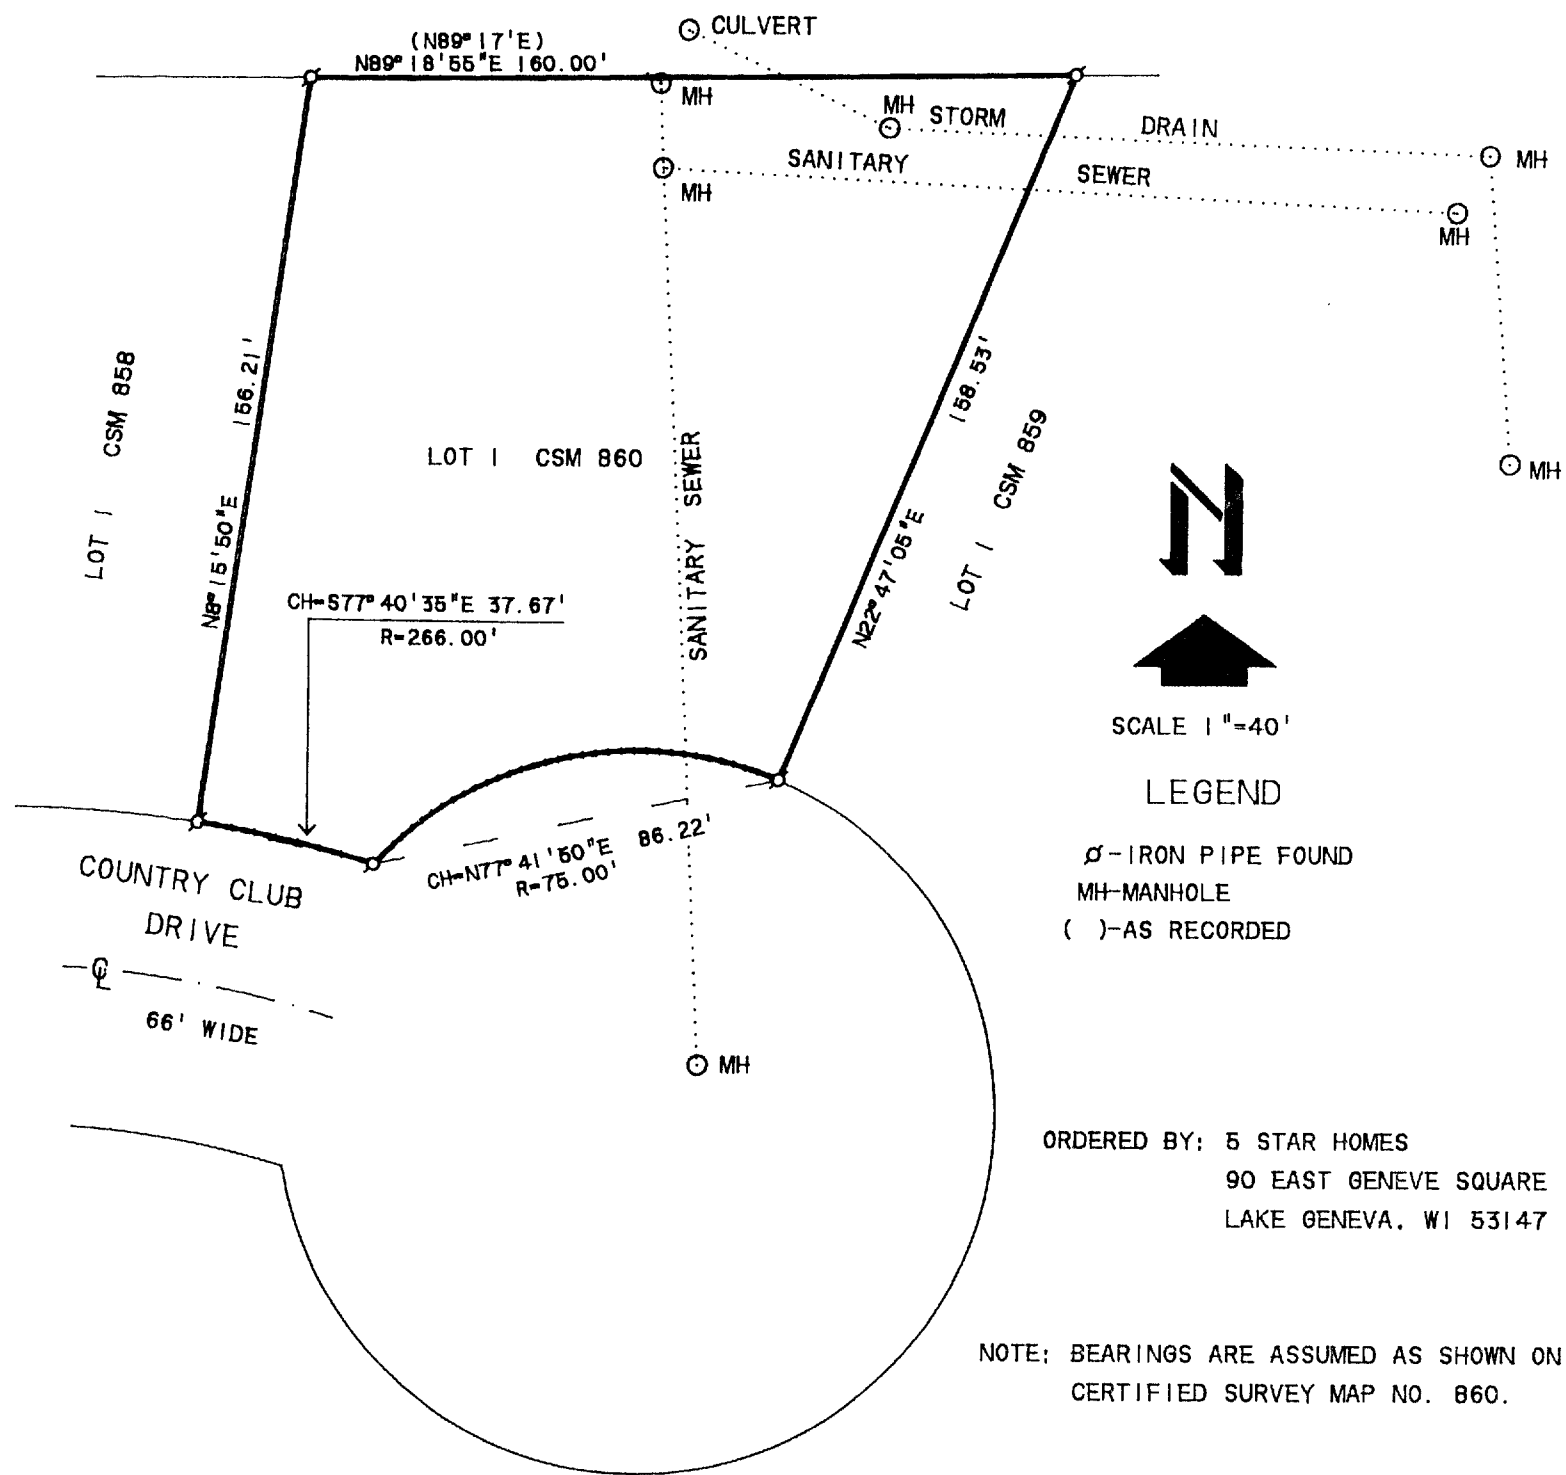 CULVERT
(N89°17'E)
N89°18'55"E 160.00'
MH
MH STORM DRAIN
MH
SANITARY SEWER
MH
MH
MH
LOT 1 CSM 858
N8°15'50"E 156.21'
LOT 1 CSM 860
SANITARY SEWER
N22°47'05"E 158.53'
LOT 1 CSM 859
CH=S77°40'35"E 37.67'
R=266.00'
CH=N77°41'50"E 86.22'
R=75.00'
N
SCALE 1"=40'
LEGEND
Ø-IRON PIPE FOUND
MH-MANHOLE
( )-AS RECORDED
COUNTRY CLUB
DRIVE
℄
66' WIDE
MH
ORDERED BY: 5 STAR HOMES
90 EAST GENEVE SQUARE
LAKE GENEVA. WI 53147
NOTE: BEARINGS ARE ASSUMED AS SHOWN ON
CERTIFIED SURVEY MAP NO. 860.